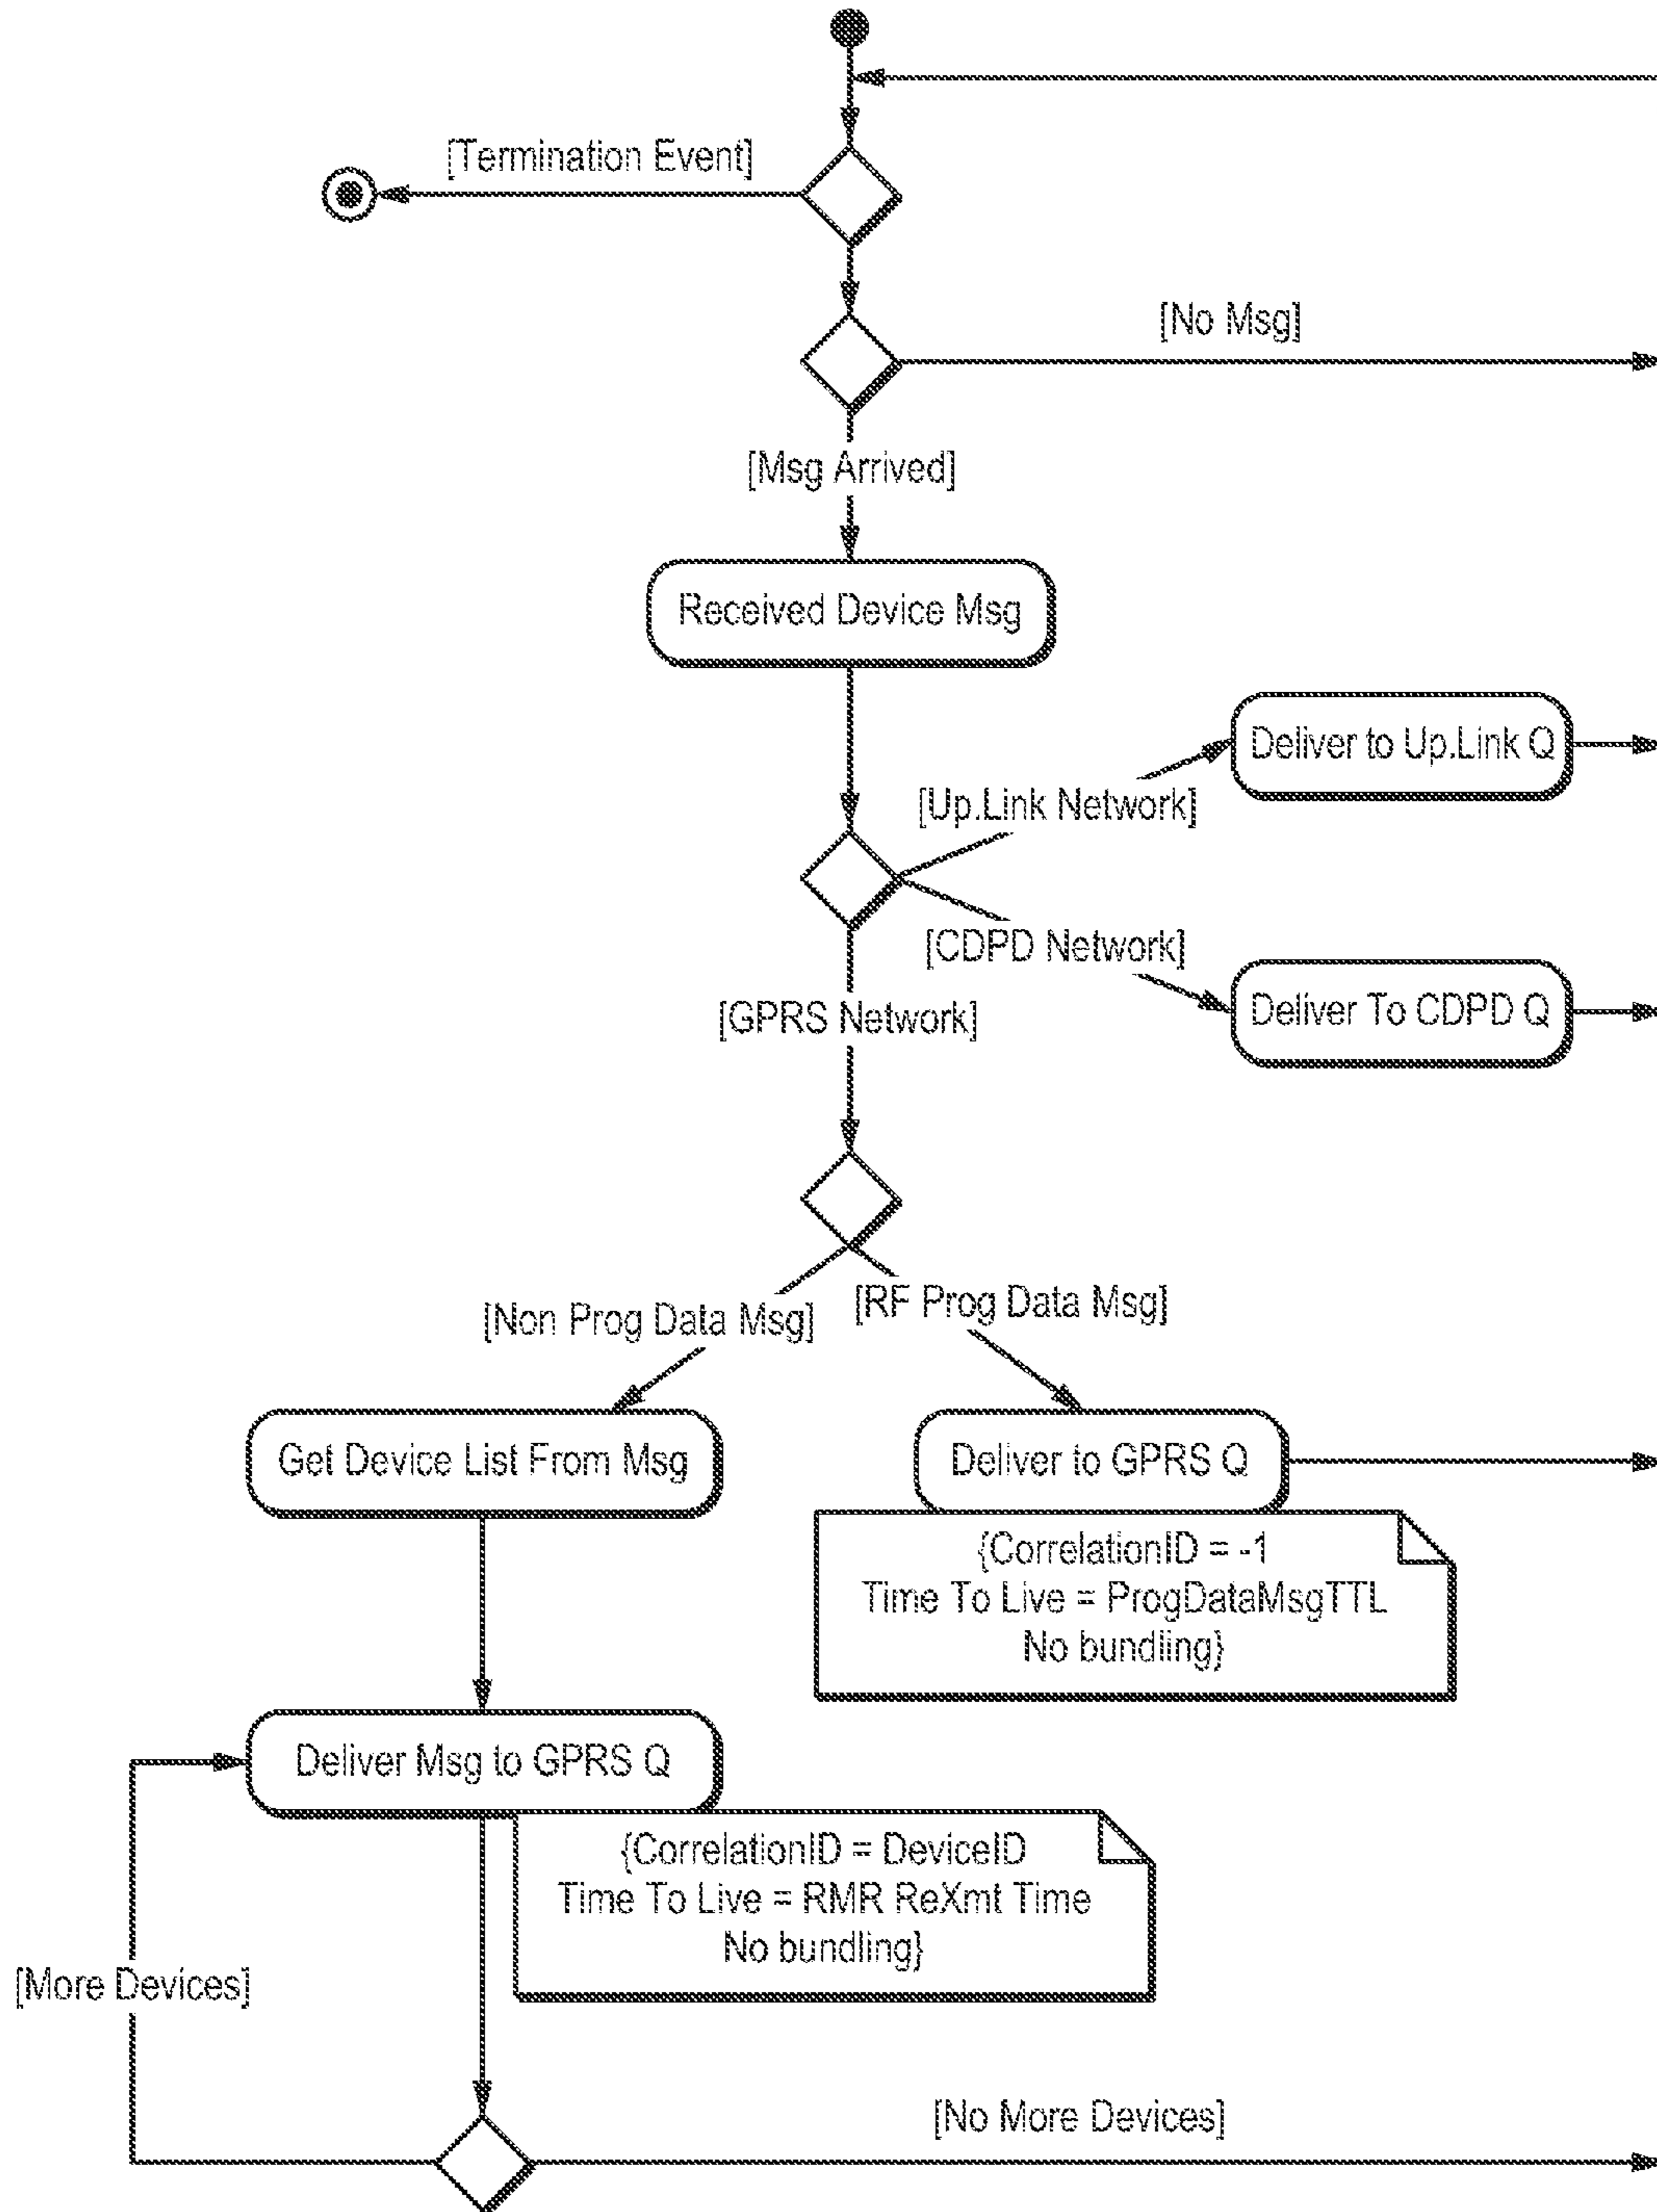 [Termination Event]
[No Msg]
[Msg Arrived]
Received Device Msg
Deliver to Up.Link Q
[Up.Link Network]
[CDPD Network]
Deliver To CDPD Q
[GPRS Network]
[Non Prog Data Msg]
[RF Prog Data Msg]
Get Device List From Msg
Deliver to GPRS Q
{CorrelationID = -1
Time To Live = ProgDataMsgTTL
No bundling}
Deliver Msg to GPRS Q
{CorrelationID = DeviceID
Time To Live = RMR ReXmt Time
No bundling}
[More Devices]
[No More Devices]